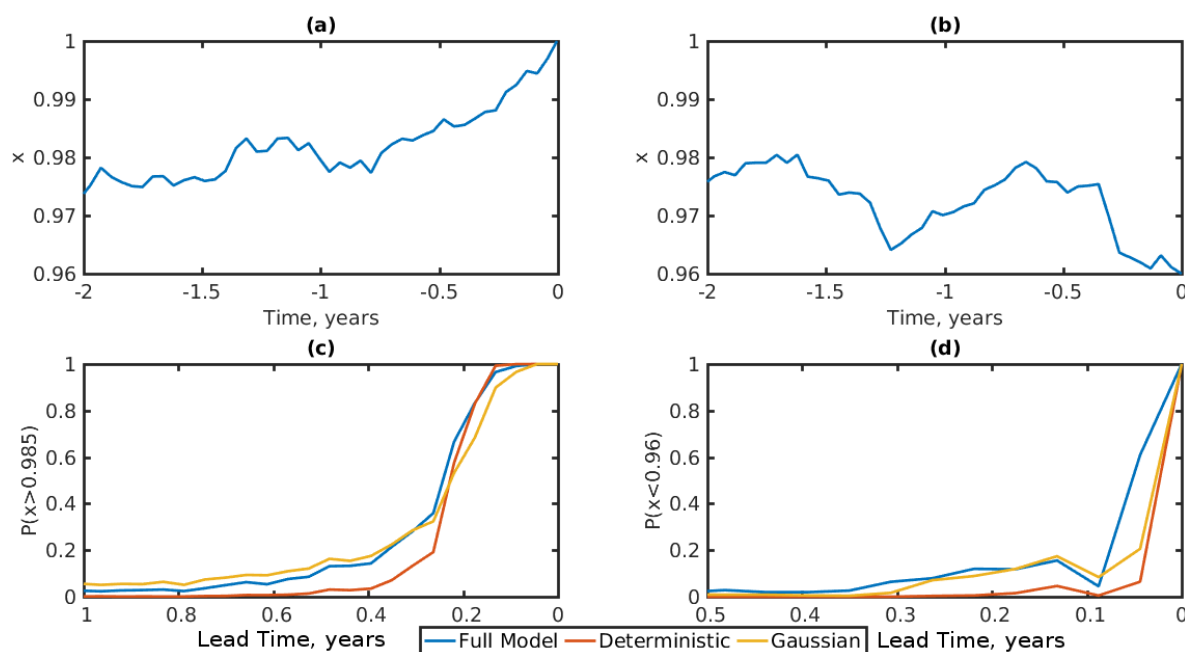 (a)
1
0.99
0.98
0.97
0.96
x
-2 -1.5 -1 -0.5 0
Time, years
(b)
1
0.99
0.98
0.97
0.96
x
-2 -1.5 -1 -0.5 0
Time, years
(c)
1
0.8
0.6
0.4
0.2
0
P(x>0.985)
1 0.8 0.6 0.4 0.2 0
Lead Time, years
(d)
1
0.8
0.6
0.4
0.2
0
P(x<0.96)
0.5 0.4 0.3 0.2 0.1 0
Lead Time, years
Full Model Deterministic Gaussian